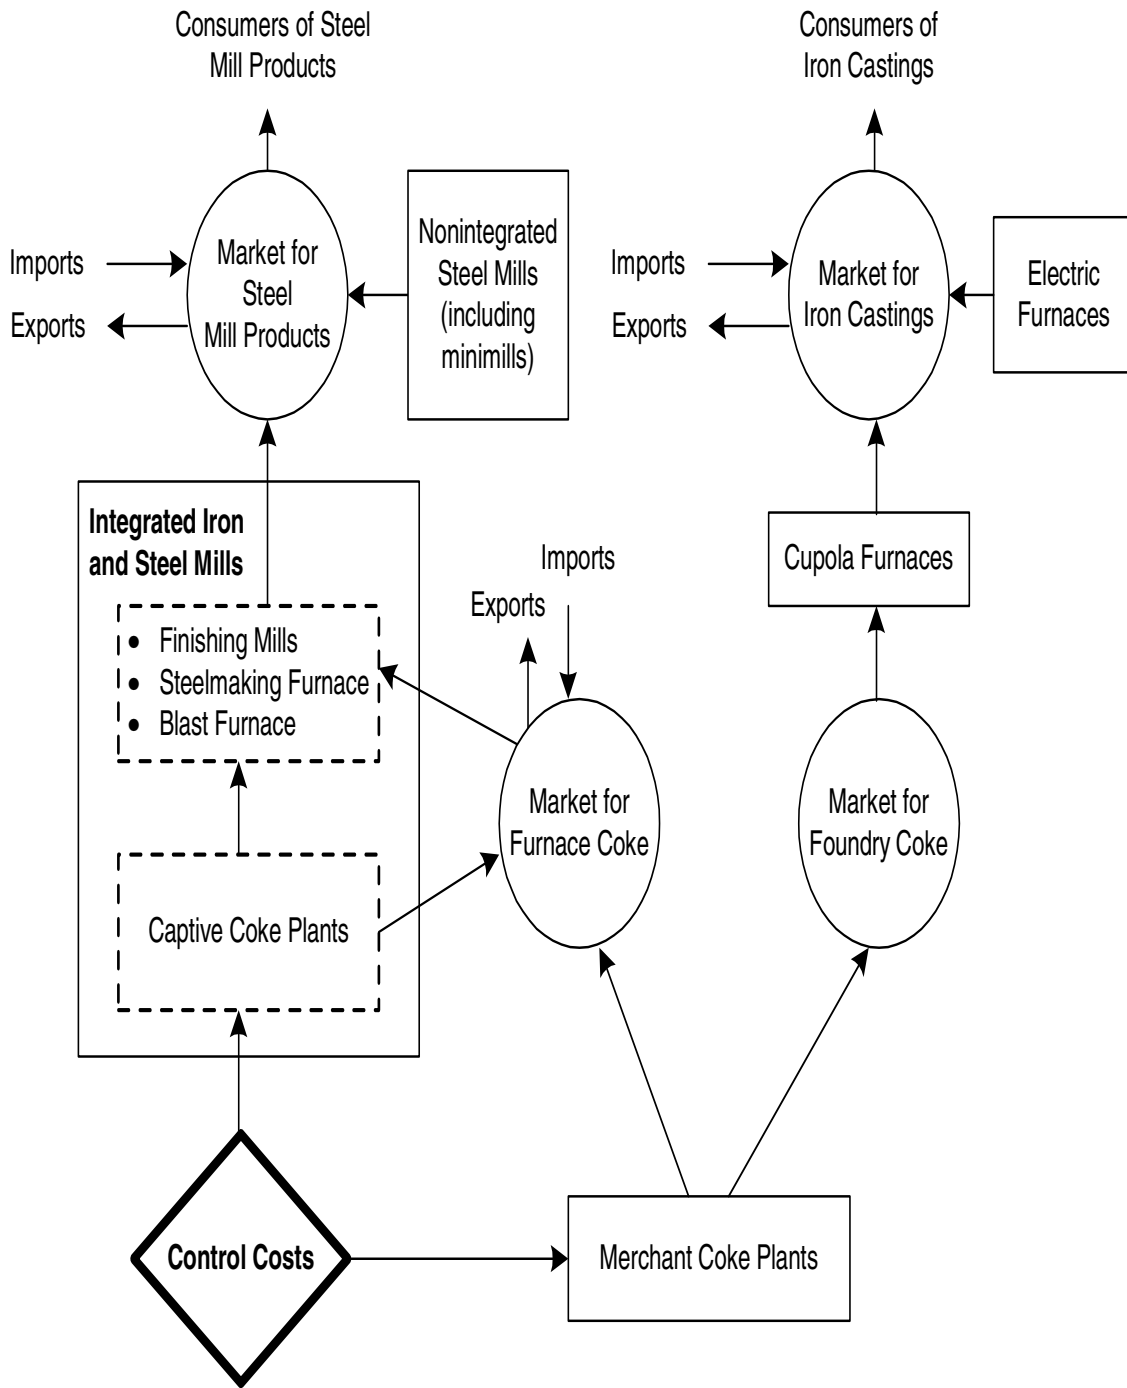 Consumers of Steel
Mill Products
Consumers of
Iron Castings
Imports
Exports
Market for
Steel
Mill Products
Nonintegrated
Steel Mills
(including
minimills)
Imports
Exports
Market for
Iron Castings
Electric
Furnaces
Integrated Iron
and Steel Mills
• Finishing Mills
• Steelmaking Furnace
• Blast Furnace
Imports
Exports
Cupola Furnaces
Market for
Furnace Coke
Market for
Foundry Coke
Captive Coke Plants
Control Costs
Merchant Coke Plants